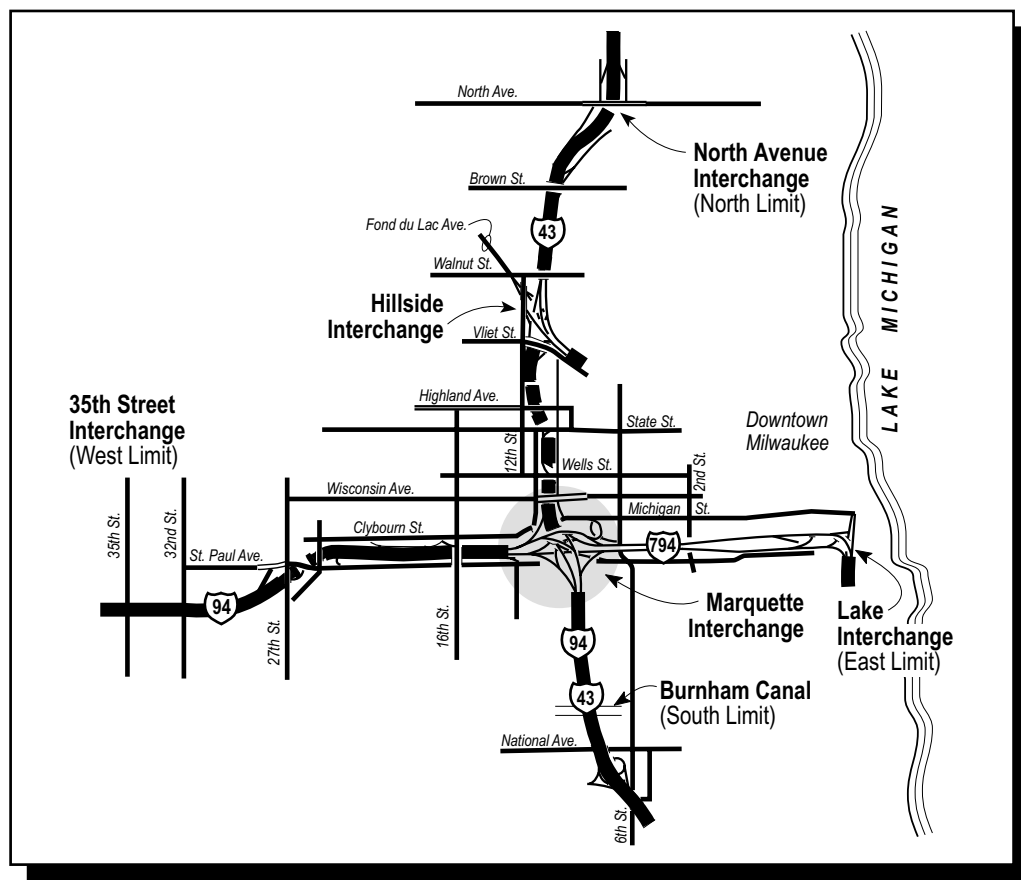 North Ave.
North Avenue
Interchange
(North Limit)
Brown St.
Fond du Lac Ave.
43
Walnut St.
Hillside
Interchange
Vliet St.
LAKE MICHIGAN
35th Street
Interchange
(West Limit)
Highland Ave.
State St.
Downtown
Milwaukee
12th St
Wells St.
2nd St.
Wisconsin Ave.
Michigan St.
35th St.
32nd St.
Clybourn St.
794
St. Paul Ave.
94
27th St.
16th St.
Marquette
Interchange
Lake
Interchange
(East Limit)
94
43
Burnham Canal
(South Limit)
National Ave.
6th St.